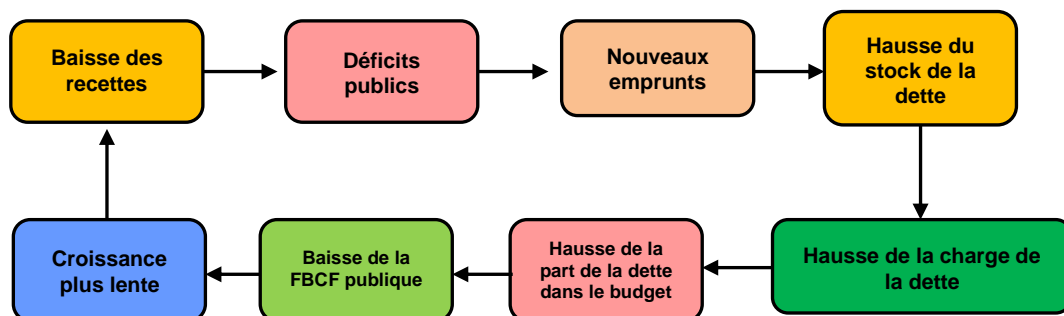 Baisse des
recettes
Déficits
publics
Nouveaux
emprunts
Hausse du
stock de la
dette
Hausse de la charge de
la dette
Hausse de la
part de la dette
dans le budget
Baisse de la
FBCF publique
Croissance
plus lente